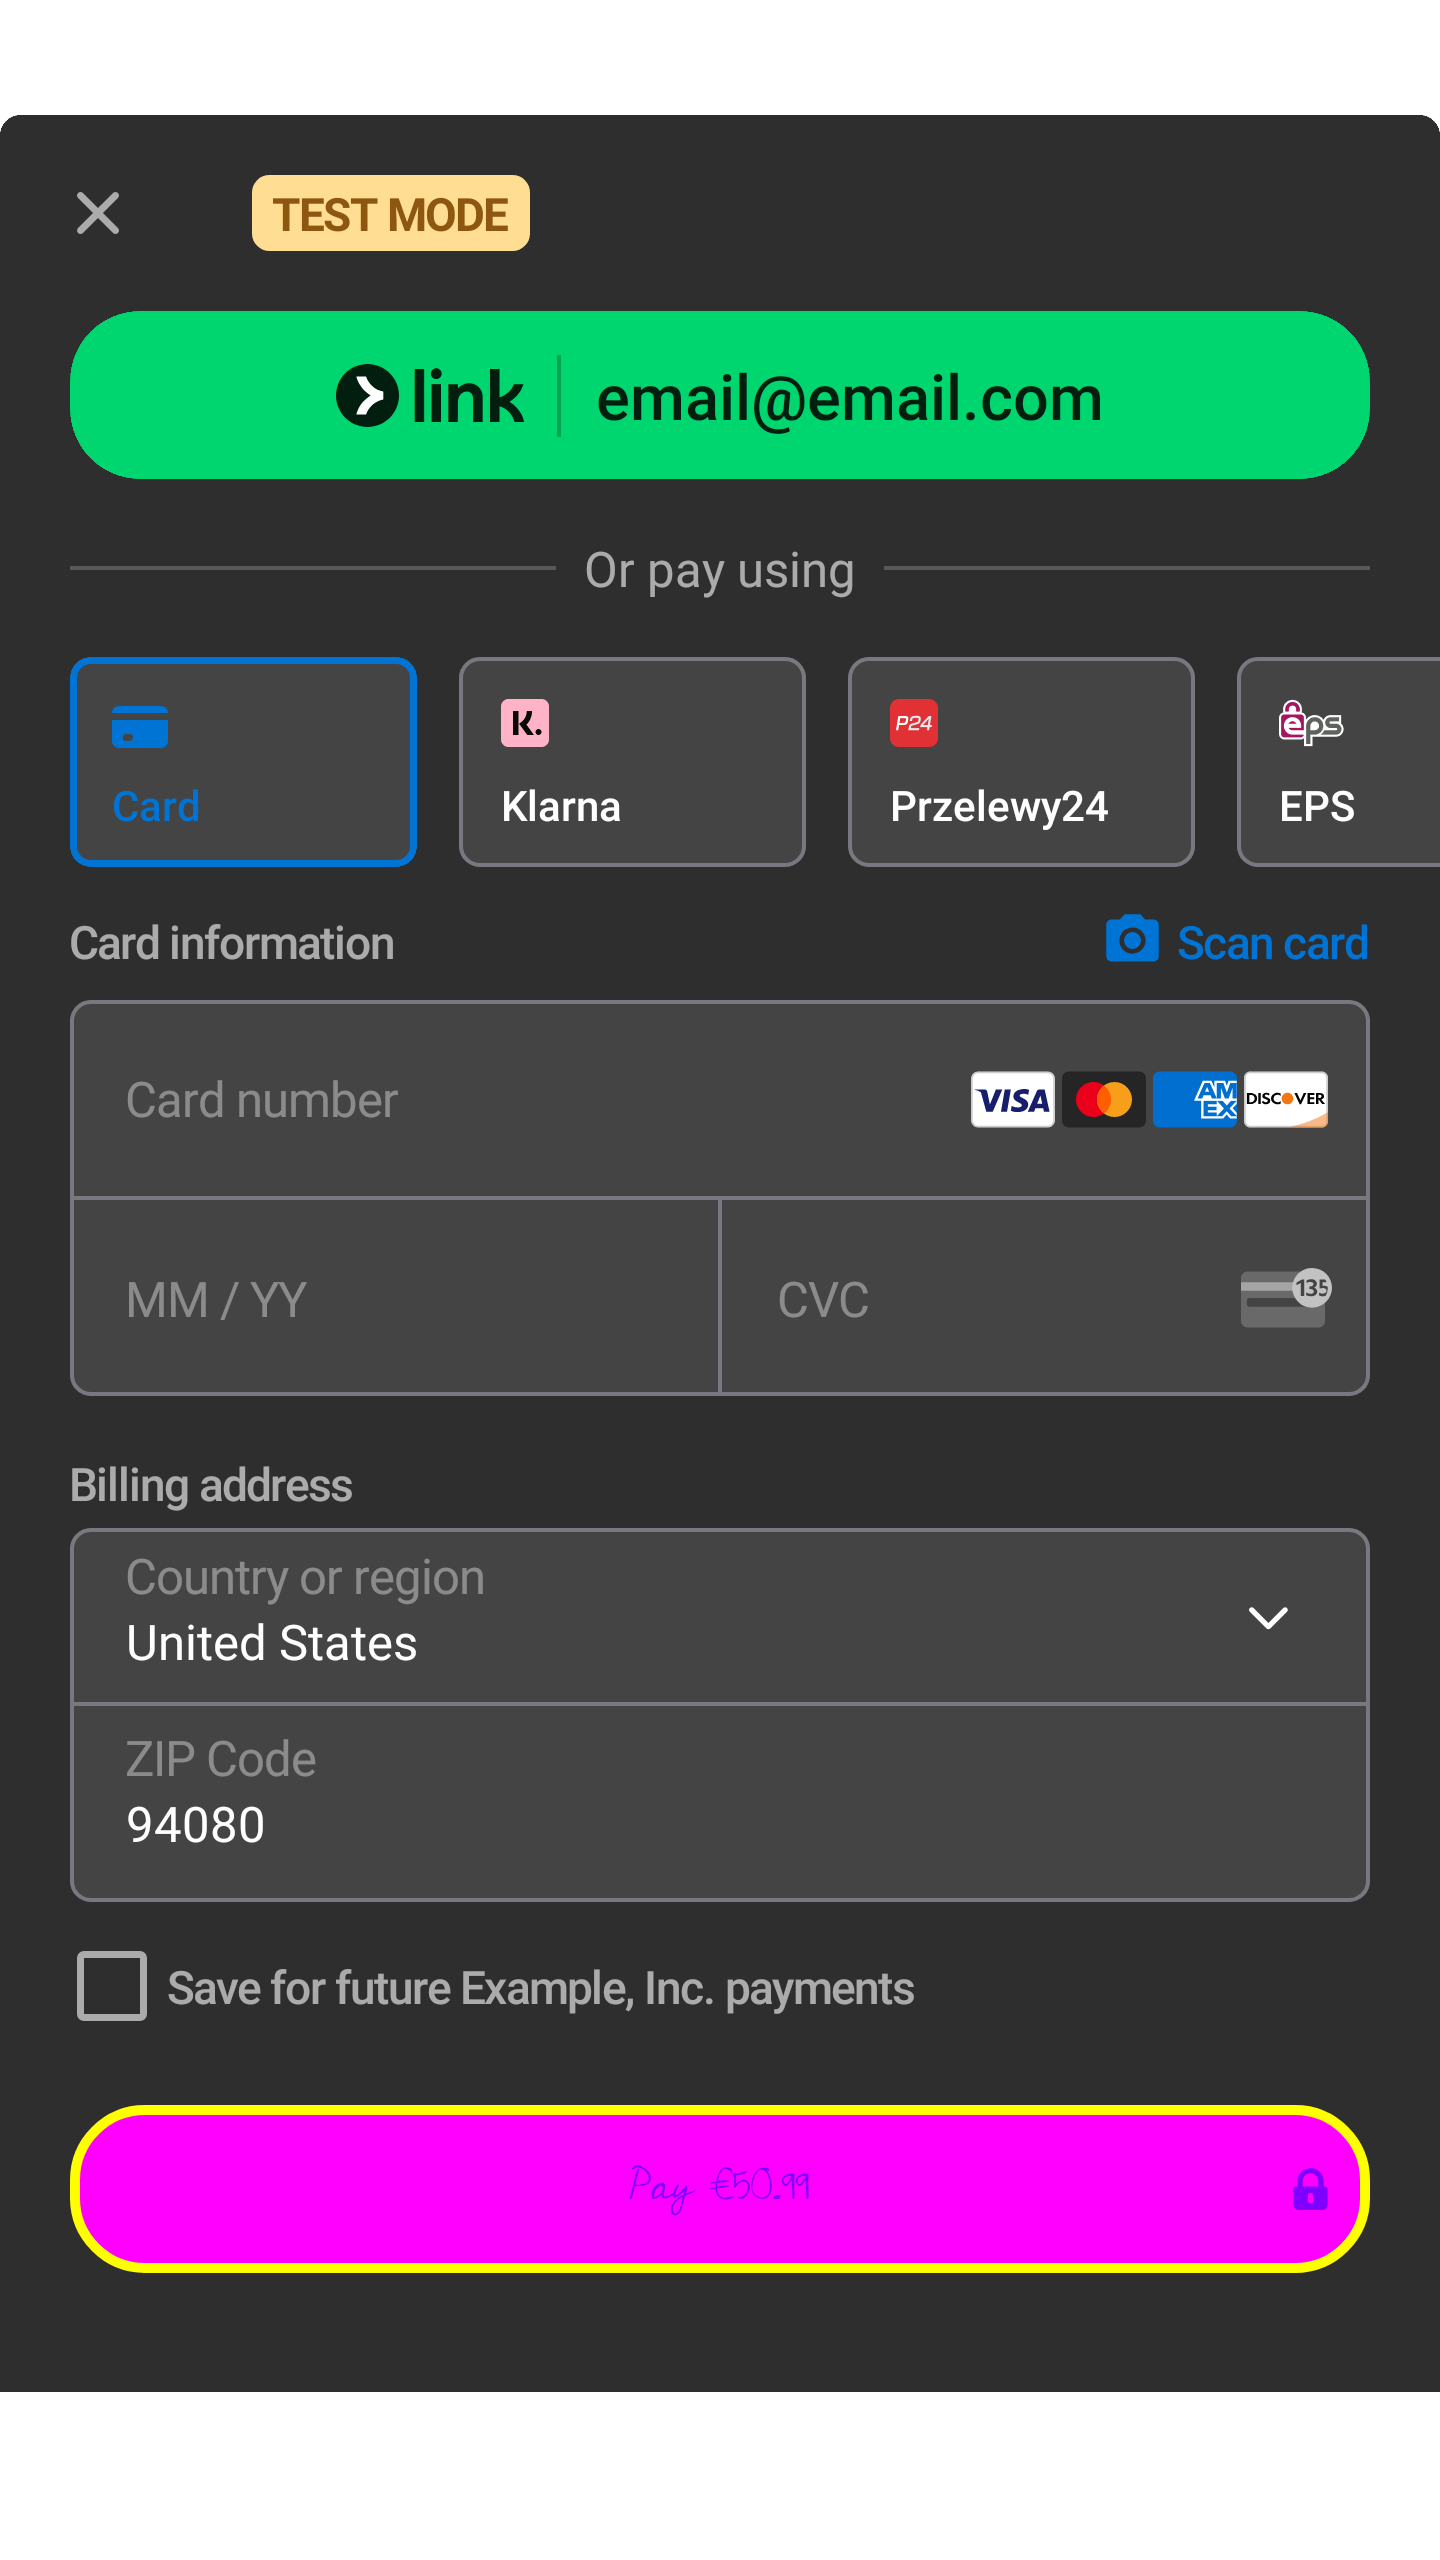 TEST MODE
link email@email.com
Or pay using
K. P24 eps
Card Klarna Przelewy24 EPS
Card information Scan card
Card number VISA AMEX DISCOVER
MM / YY CVC 135
Billing address
Country or region
United States
ZIP Code
94080
Save for future Example, Inc. payments
Pay €50.99